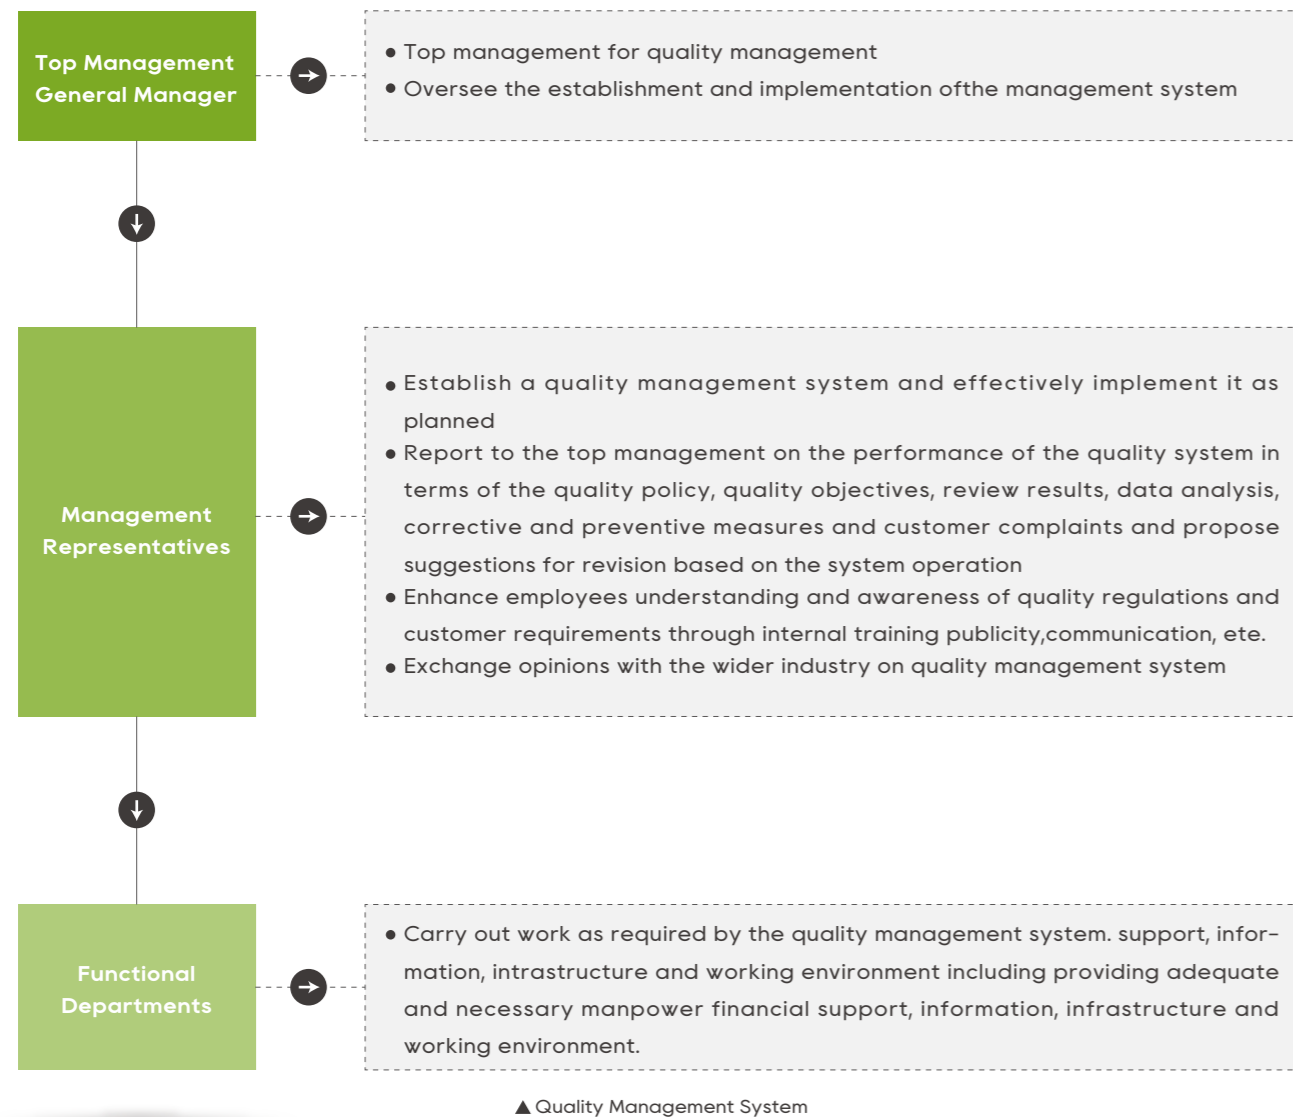 Top Management
General Manager
● Top management for quality management
● Oversee the establishment and implementation ofthe management system
Management
Representatives
● Establish a quality management system and effectively implement it as
planned
● Report to the top management on the performance of the quality system in
terms of the quality policy, quality objectives, review results, data analysis,
corrective and preventive measures and customer complaints and propose
suggestions for revision based on the system operation
● Enhance employees understanding and awareness of quality regulations and
customer requirements through internal training publicity,communication, ete.
● Exchange opinions with the wider industry on quality management system
Functional
Departments
● Carry out work as required by the quality management system. support, infor-
mation, intrastructure and working environment including providing adequate
and necessary manpower financial support, information, infrastructure and
working environment.
▲ Quality Management System